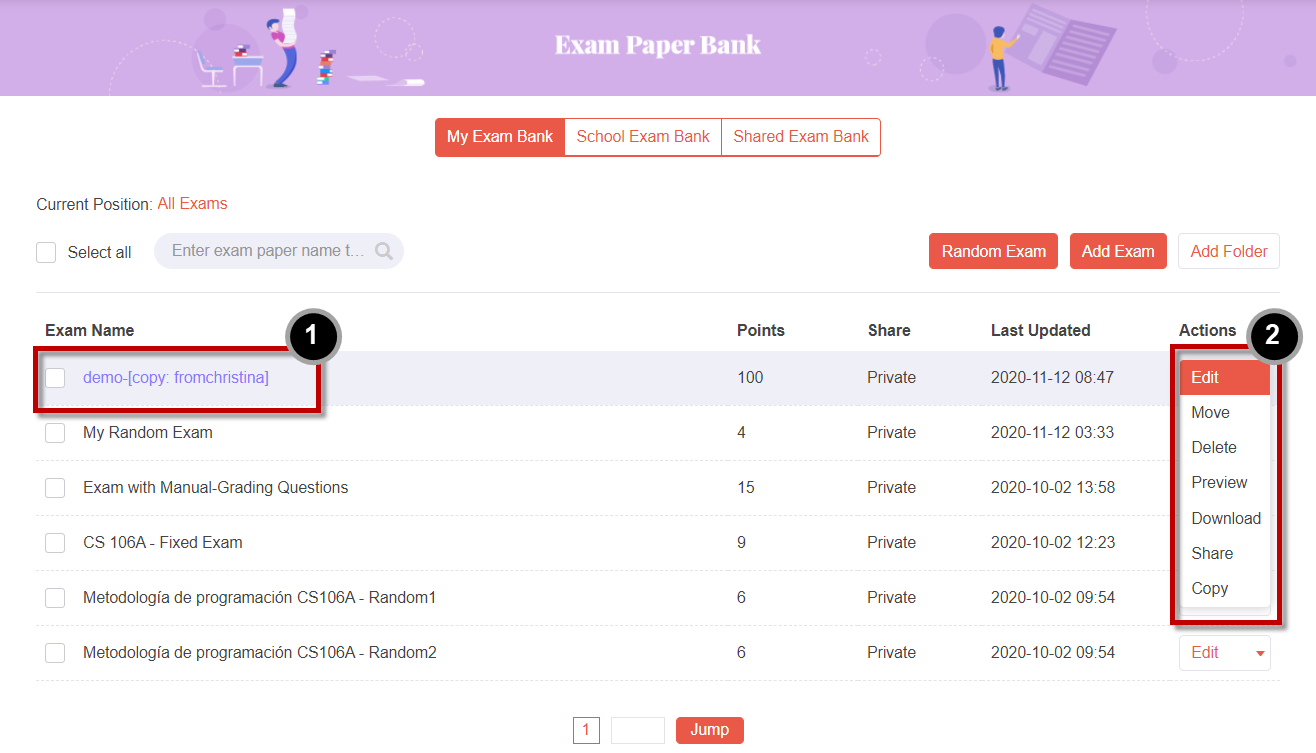 Exam Paper Bank
My Exam Bank School Exam Bank Shared Exam Bank
Current Position: All Exams
Select all Enter exam paper name t... Random Exam Add Exam Add Folder
Exam Name 1 Points Share Last Updated Actions 2
demo-[copy: fromchristina] 100 Private 2020-11-12 08:47 Edit
Move
My Random Exam 4 Private 2020-11-12 03:33
Delete
Exam with Manual-Grading Questions 15 Private 2020-10-02 13:58 Preview
Download
CS 106A - Fixed Exam 9 Private 2020-10-02 12:23
Share
Metodología de programación CS106A - Random1 6 Private 2020-10-02 09:54 Copy
Metodología de programación CS106A - Random2 6 Private 2020-10-02 09:54 Edit
1 Jump